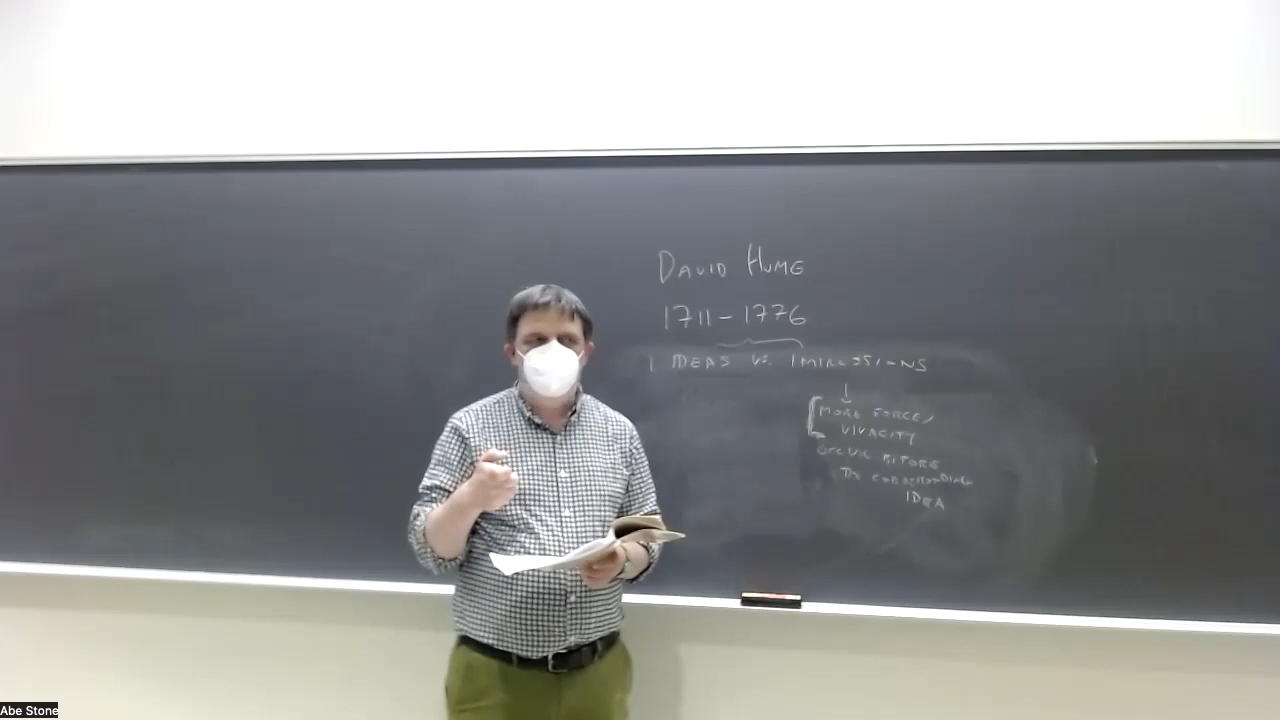 DAVID HUME
1711-1776
1 IDEAS VS. IMPRESSIONS
↓
MORE FORCE/
VIVACITY
OCCUR BEFORE
THE CORRESPONDING
IDEA
Abe Stone